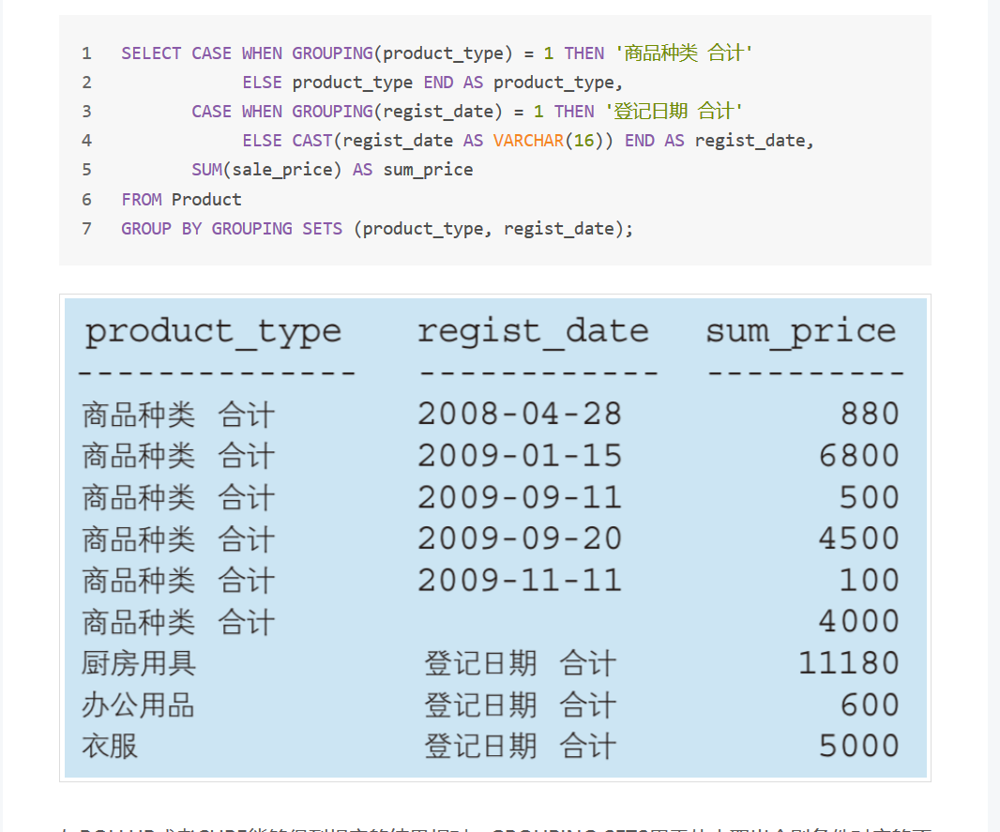 1 SELECT CASE WHEN GROUPING(product_type) = 1 THEN '商品种类 合计'
2 ELSE product_type END AS product_type,
3 CASE WHEN GROUPING(regist_date) = 1 THEN '登记日期 合计'
4 ELSE CAST(regist_date AS VARCHAR(16)) END AS regist_date,
5 SUM(sale_price) AS sum_price
6 FROM Product
7 GROUP BY GROUPING SETS (product_type, regist_date);
product_type regist_date sum_price
-------------- ------------ ----------
商品种类 合计 2008-04-28 880
商品种类 合计 2009-01-15 6800
商品种类 合计 2009-09-11 500
商品种类 合计 2009-09-20 4500
商品种类 合计 2009-11-11 100
商品种类 合计 4000
厨房用具 登记日期 合计 11180
办公用品 登记日期 合计 600
衣服 登记日期 合计 5000